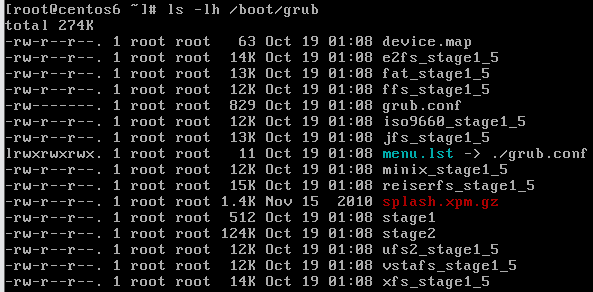 [root@centos6 ~]# ls -lh /boot/grub
total 274K
-rw-r--r--. 1 root root   63 Oct 19 01:08 device.map
-rw-r--r--. 1 root root  14K Oct 19 01:08 e2fs_stage1_5
-rw-r--r--. 1 root root  13K Oct 19 01:08 fat_stage1_5
-rw-r--r--. 1 root root  12K Oct 19 01:08 ffs_stage1_5
-rw-------. 1 root root  829 Oct 19 01:08 grub.conf
-rw-r--r--. 1 root root  12K Oct 19 01:08 iso9660_stage1_5
-rw-r--r--. 1 root root  13K Oct 19 01:08 jfs_stage1_5
lrwxrwxrwx. 1 root root   11 Oct 19 01:08 menu.lst -> ./grub.conf
-rw-r--r--. 1 root root  12K Oct 19 01:08 minix_stage1_5
-rw-r--r--. 1 root root  15K Oct 19 01:08 reiserfs_stage1_5
-rw-r--r--. 1 root root 1.4K Nov 15  2010 splash.xpm.gz
-rw-r--r--. 1 root root  512 Oct 19 01:08 stage1
-rw-r--r--. 1 root root 124K Oct 19 01:08 stage2
-rw-r--r--. 1 root root  12K Oct 19 01:08 ufs2_stage1_5
-rw-r--r--. 1 root root  12K Oct 19 01:08 vstafs_stage1_5
-rw-r--r--. 1 root root  14K Oct 19 01:08 xfs_stage1_5